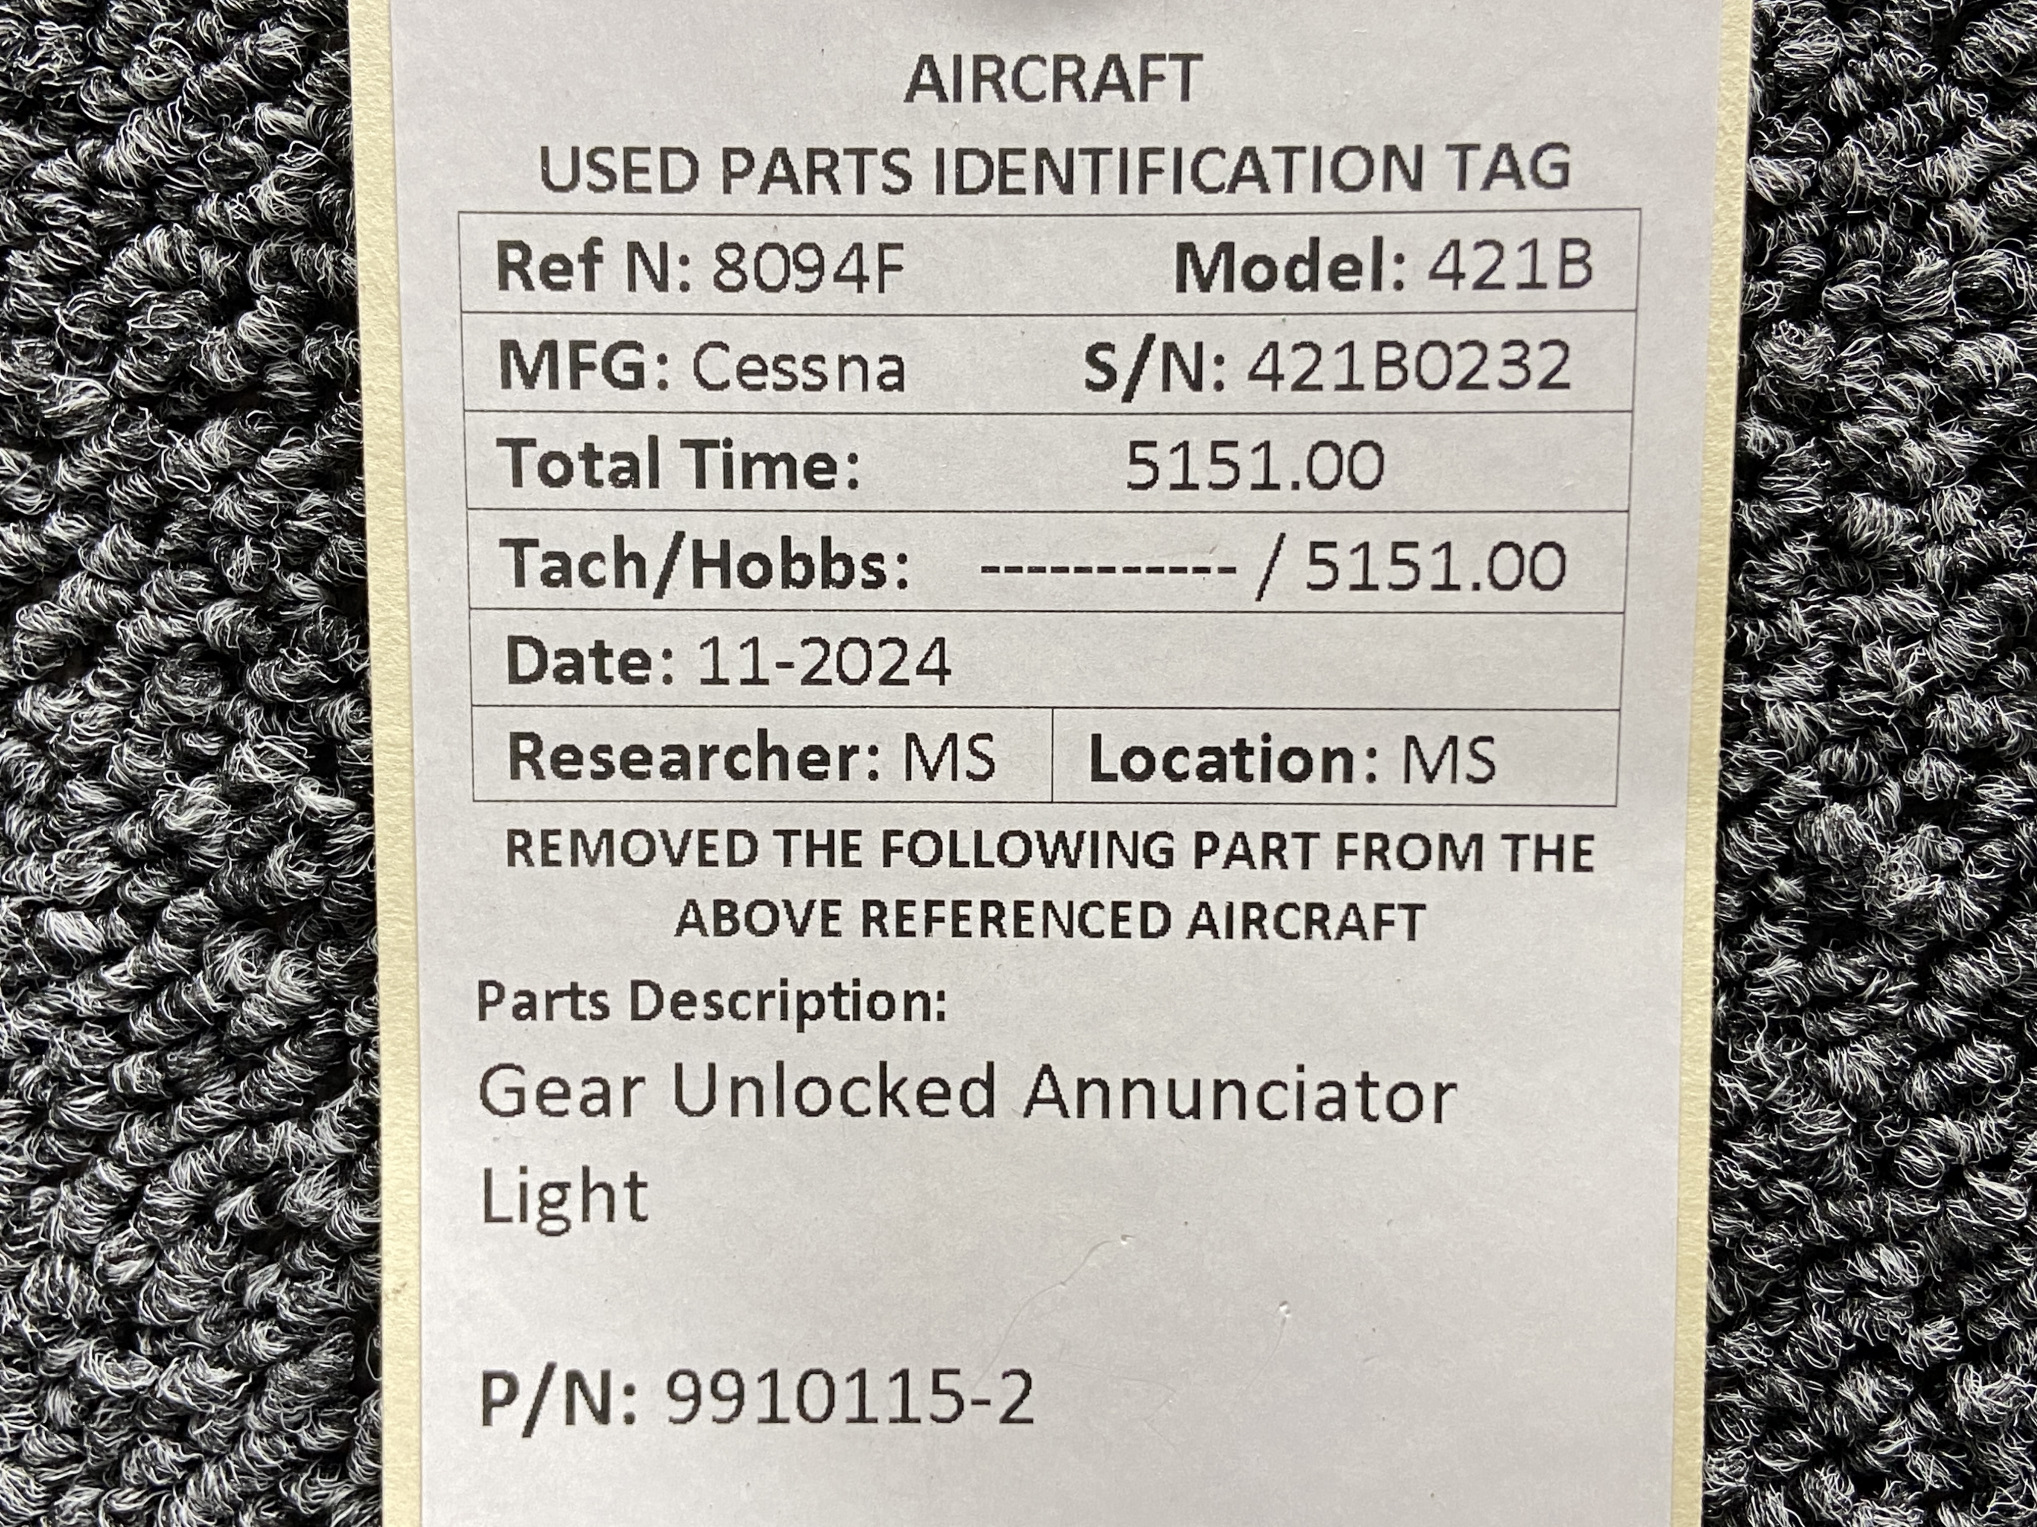 AIRCRAFT
USED PARTS IDENTIFICATION TAG
Ref N: 8094F Model: 421B
MFG: Cessna S/N: 421B0232
Total Time: 5151.00
Tach/Hobbs: ----------- / 5151.00
Date: 11-2024
Researcher: MS Location: MS
REMOVED THE FOLLOWING PART FROM THE
ABOVE REFERENCED AIRCRAFT
Parts Description:
Gear Unlocked Annunciator
Light
P/N: 9910115-2